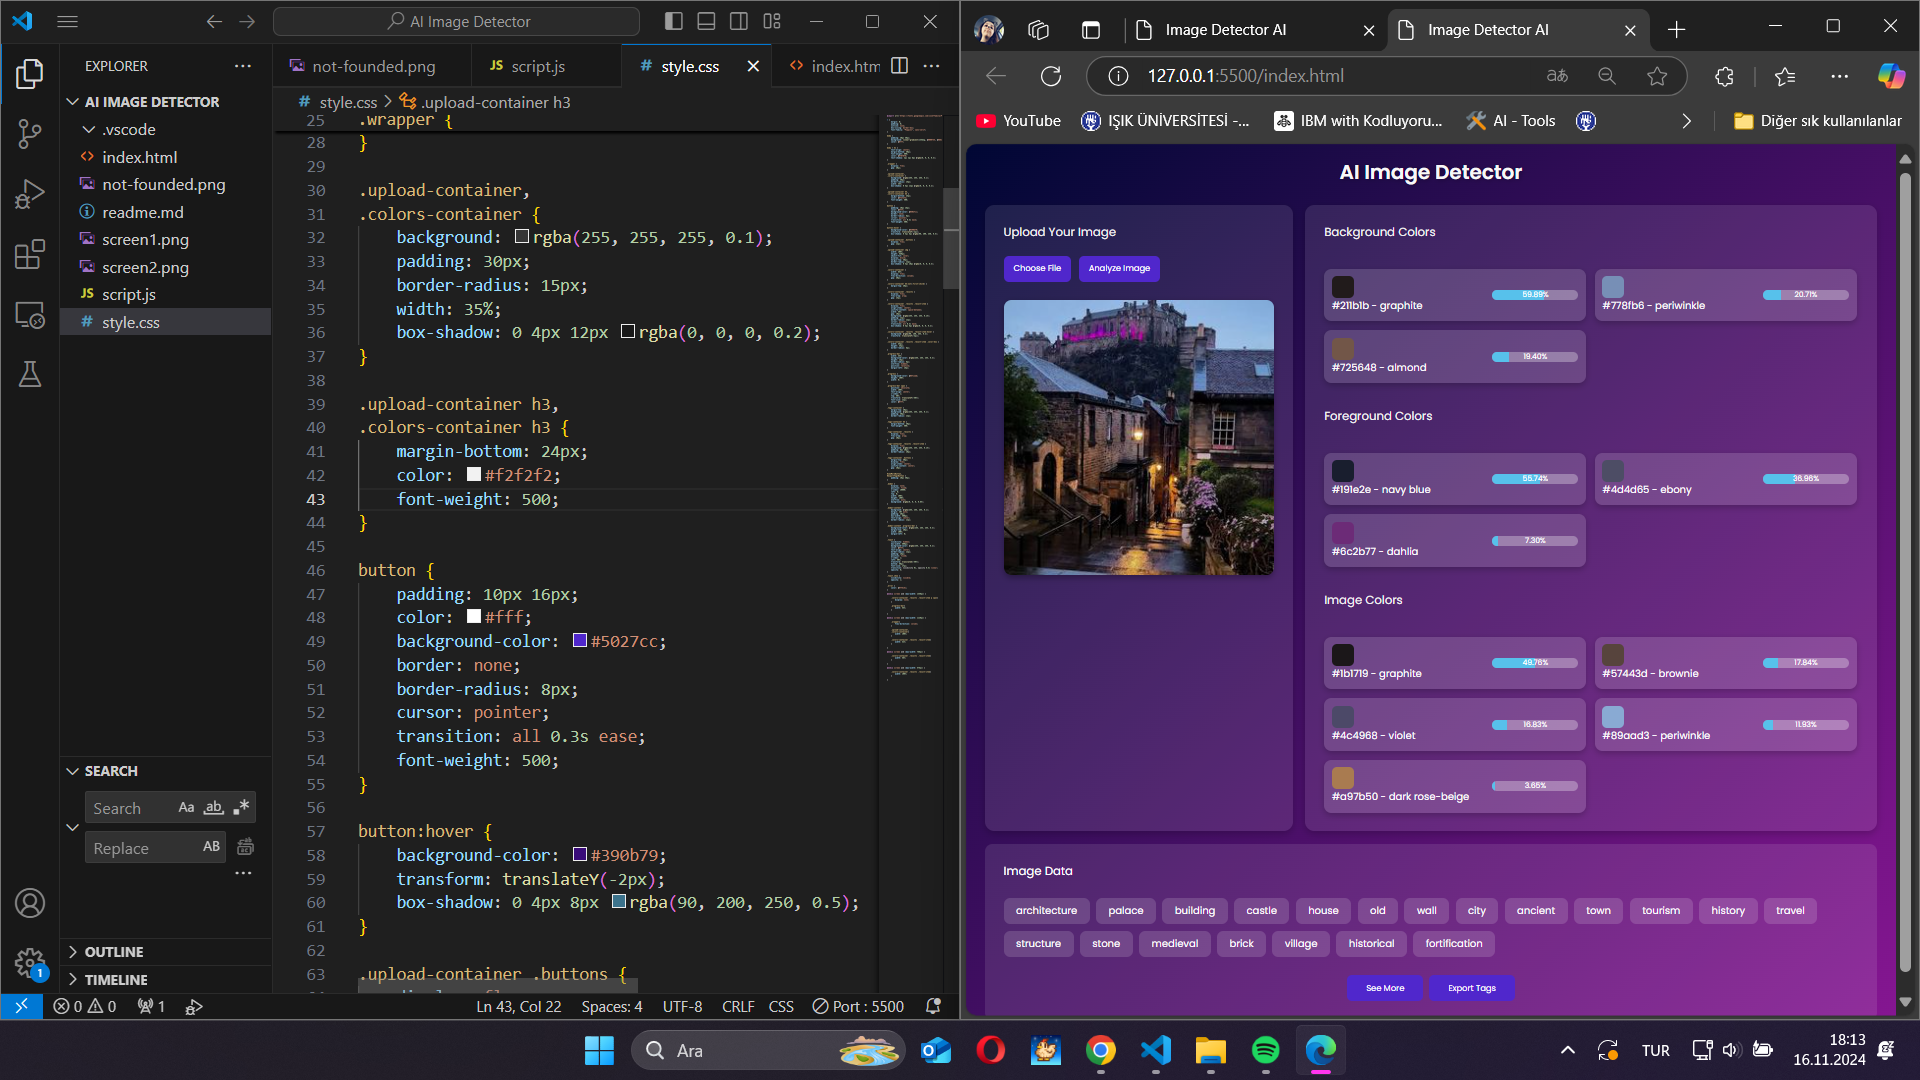 AI Image Detector
EXPLORER
AI IMAGE DETECTOR
.vscode
index.html
not-founded.png
readme.md
screen1.png
screen2.png
script.js
style.css
SEARCH
Search
Aa
ab
Replace
AB
OUTLINE
TIMELINE
not-founded.png
JS script.js
# style.css
index.htm
# style.css > .upload-container h3
25 .wrapper {
28 }
29
30 .upload-container,
31 .colors-container {
32 background: rgba(255, 255, 255, 0.1);
33 padding: 30px;
34 border-radius: 15px;
35 width: 35%;
36 box-shadow: 0 4px 12px rgba(0, 0, 0, 0.2);
37 }
38
39 .upload-container h3,
40 .colors-container h3 {
41 margin-bottom: 24px;
42 color: #f2f2f2;
43 font-weight: 500;
44 }
45
46 button {
47 padding: 10px 16px;
48 color: #fff;
49 background-color: #5027cc;
50 border: none;
51 border-radius: 8px;
52 cursor: pointer;
53 transition: all 0.3s ease;
54 font-weight: 500;
55 }
56
57 button:hover {
58 background-color: #390b79;
59 transform: translateY(-2px);
60 box-shadow: 0 4px 8px rgba(90, 200, 250, 0.5);
61 }
62
63 .upload-container .buttons {
0 0 1
Ln 43, Col 22 Spaces: 4 UTF-8 CRLF CSS Port : 5500
Image Detector AI
Image Detector AI
127.0.0.1:5500/index.html
YouTube
IŞIK ÜNİVERSİTESİ -...
IBM with Kodluyoru...
AI - Tools
Diğer sık kullanılanlar
AI Image Detector
Upload Your Image
Choose File
Analyze Image
Background Colors
#211b1b - graphite
59.89%
#778fb6 - periwinkle
20.71%
#725648 - almond
19.40%
Foreground Colors
#191e2e - navy blue
55.74%
#4d4d65 - ebony
36.96%
#6c2b77 - dahlia
7.30%
Image Colors
#1b1719 - graphite
49.76%
#57443d - brownie
17.84%
#4c4968 - violet
16.83%
#89aad3 - periwinkle
11.93%
#a97b50 - dark rose-beige
3.65%
Image Data
architecture palace building castle house old wall city ancient town tourism history travel
structure stone medieval brick village historical fortification
See More
Export Tags
Ara
TUR
18:13
16.11.2024